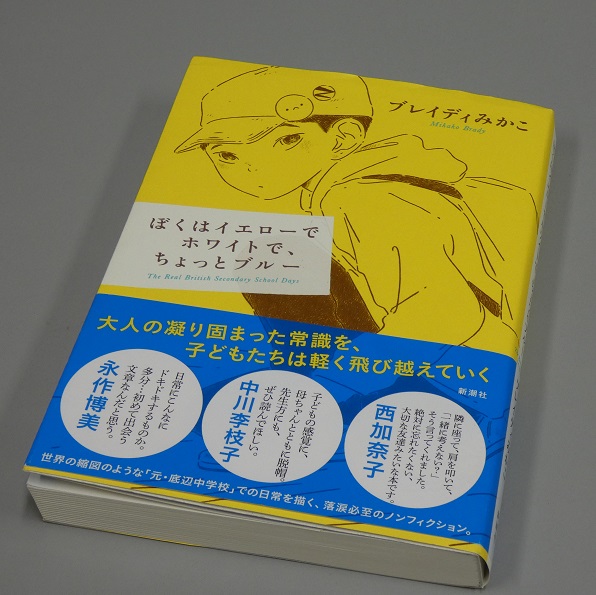 ブレイディみかこ
Mikako Brady
ぼくはイエローで
ホワイトで、
ちょっとブルー
The Real British Secondary School Days
大人の凝り固まった常識を、
子どもたちは軽く飛び越えていく
新潮社
隣に座って、肩を叩いて、
「一緒に考えない?」
そう言ってくれました。
絶対に忘れたくない、
大切な友達みたいな本です。
西加奈子
子どもの感覚に、
母ちゃんとともに脱帽。
先生方にも、
ぜひ読んでほしい。
中川李枝子
日常にこんなに
ドキドキするものか。
多分…初めて出会う
文章なんだと思う。
永作博美
世界の縮図のような「元・底辺中学校」での日常を描く、落涙必至のノンフィクション。